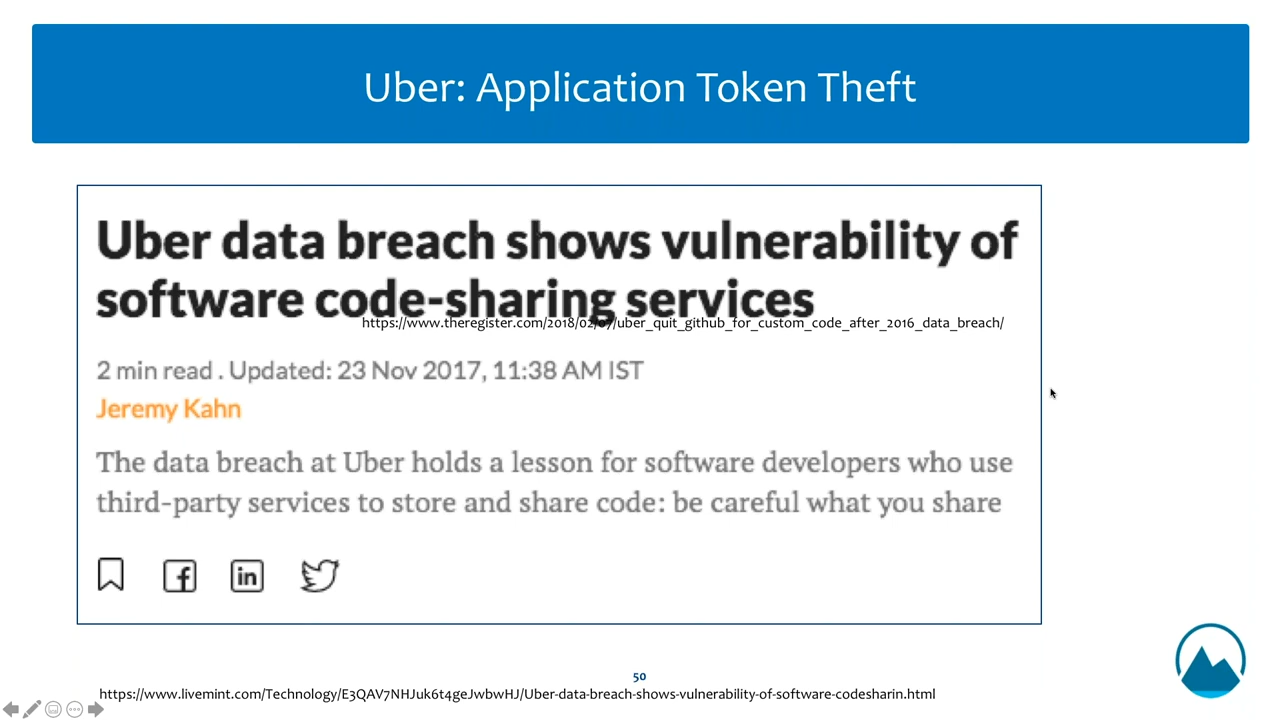 Uber: Application Token Theft
Uber data breach shows vulnerability of
software code-sharing services
https://www.theregister.com/2018/02/07/uber_quit_github_for_custom_code_after_2016_data_breach/
2 min read . Updated: 23 Nov 2017, 11:38 AM IST
Jeremy Kahn
The data breach at Uber holds a lesson for software developers who use
third-party services to store and share code: be careful what you share
50
https://www.livemint.com/Technology/E3QAV7NHJuk6t4geJwbwHJ/Uber-data-breach-shows-vulnerability-of-software-codesharin.html